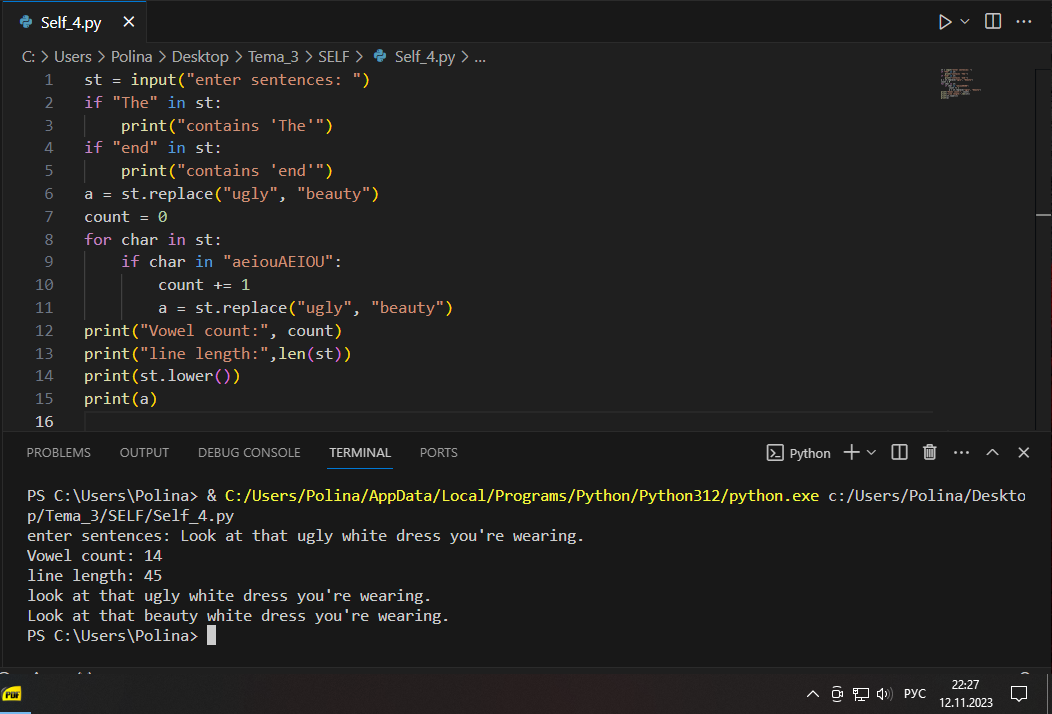 Self_4.py
C: > Users > Polina > Desktop > Tema_3 > SELF > Self_4.py > ...
1 st = input("enter sentences: ")
2 if "The" in st:
3     print("contains 'The'")
4 if "end" in st:
5     print("contains 'end'")
6 a = st.replace("ugly", "beauty")
7 count = 0
8 for char in st:
9     if char in "aeiouAEIOU":
10         count += 1
11         a = st.replace("ugly", "beauty")
12 print("Vowel count:", count)
13 print("line length:",len(st))
14 print(st.lower())
15 print(a)
16
PROBLEMS OUTPUT DEBUG CONSOLE TERMINAL PORTS Python
PS C:\Users\Polina> & C:/Users/Polina/AppData/Local/Programs/Python/Python312/python.exe c:/Users/Polina/Deskto
p/Tema_3/SELF/Self_4.py
enter sentences: Look at that ugly white dress you're wearing.
Vowel count: 14
line length: 45
look at that ugly white dress you're wearing.
Look at that beauty white dress you're wearing.
PS C:\Users\Polina>
PDF
РУС
22:27
12.11.2023